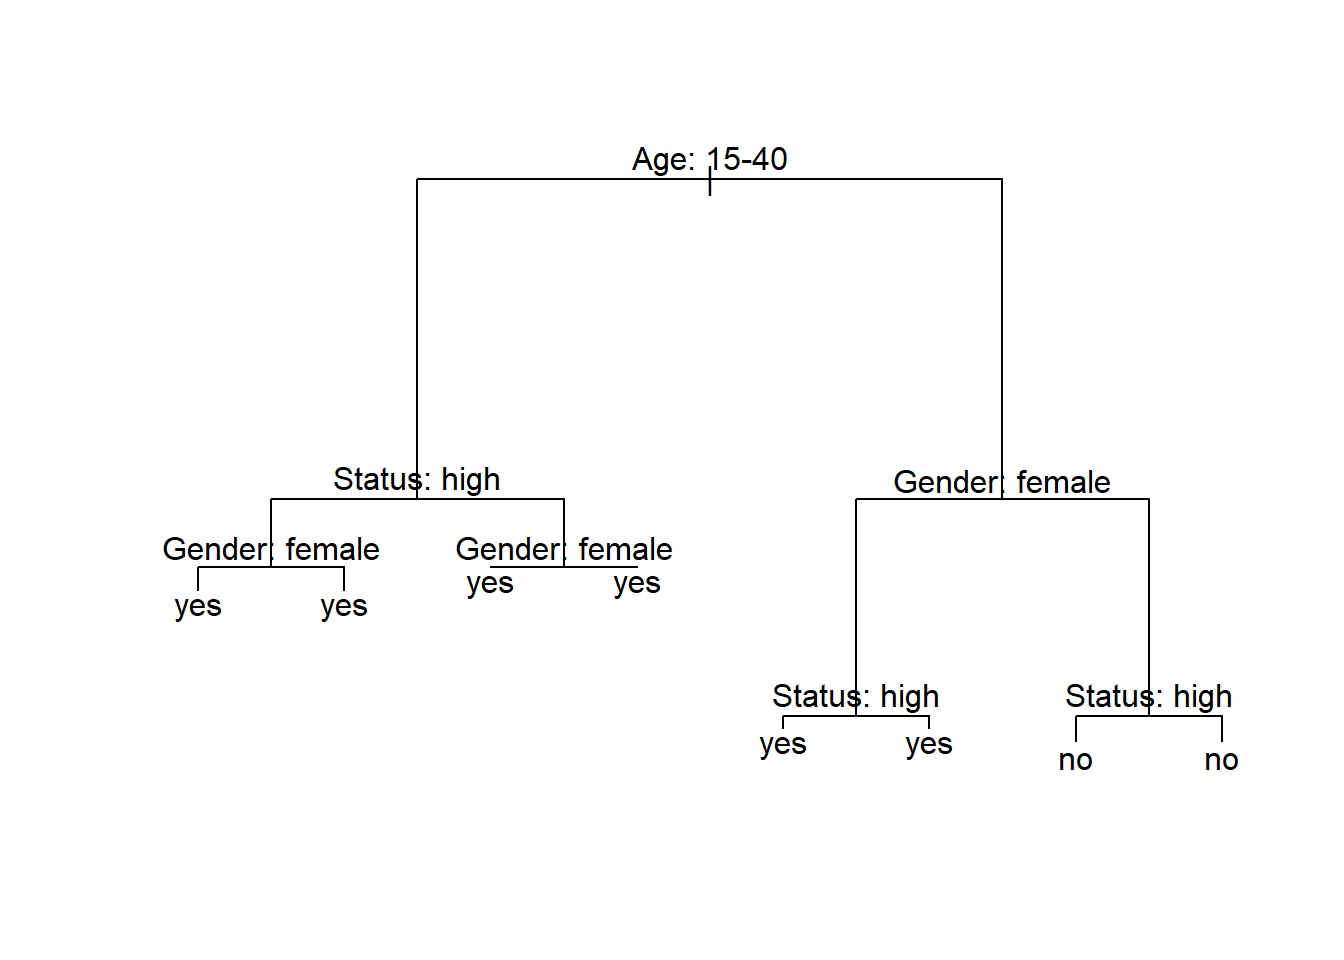 Age: 15-40
Status: high
Gender: female
Gender: female
Gender: female
yes
yes
yes
yes
Status: high
Status: high
yes
yes
no
no